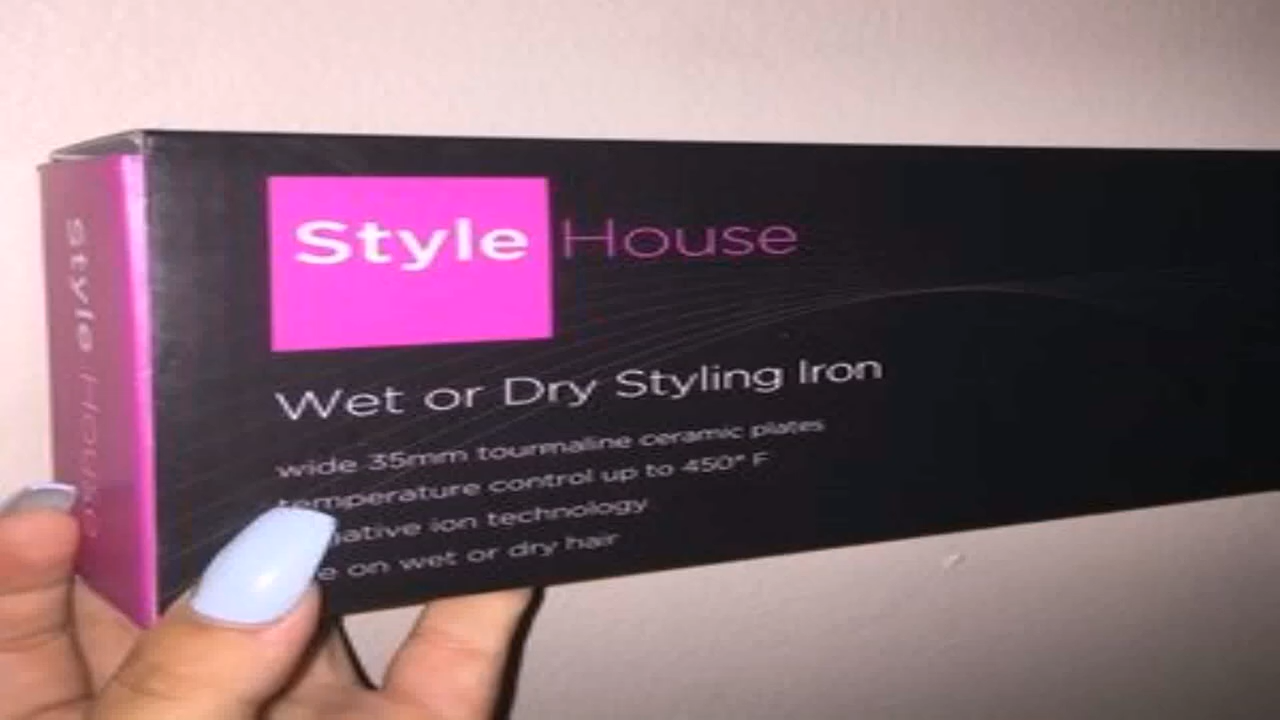 Style House
Style House
Wet or Dry Styling Iron
wide 35mm tourmaline ceramic plates
temperature control up to 450° F
ion technology
on wet or dry hair